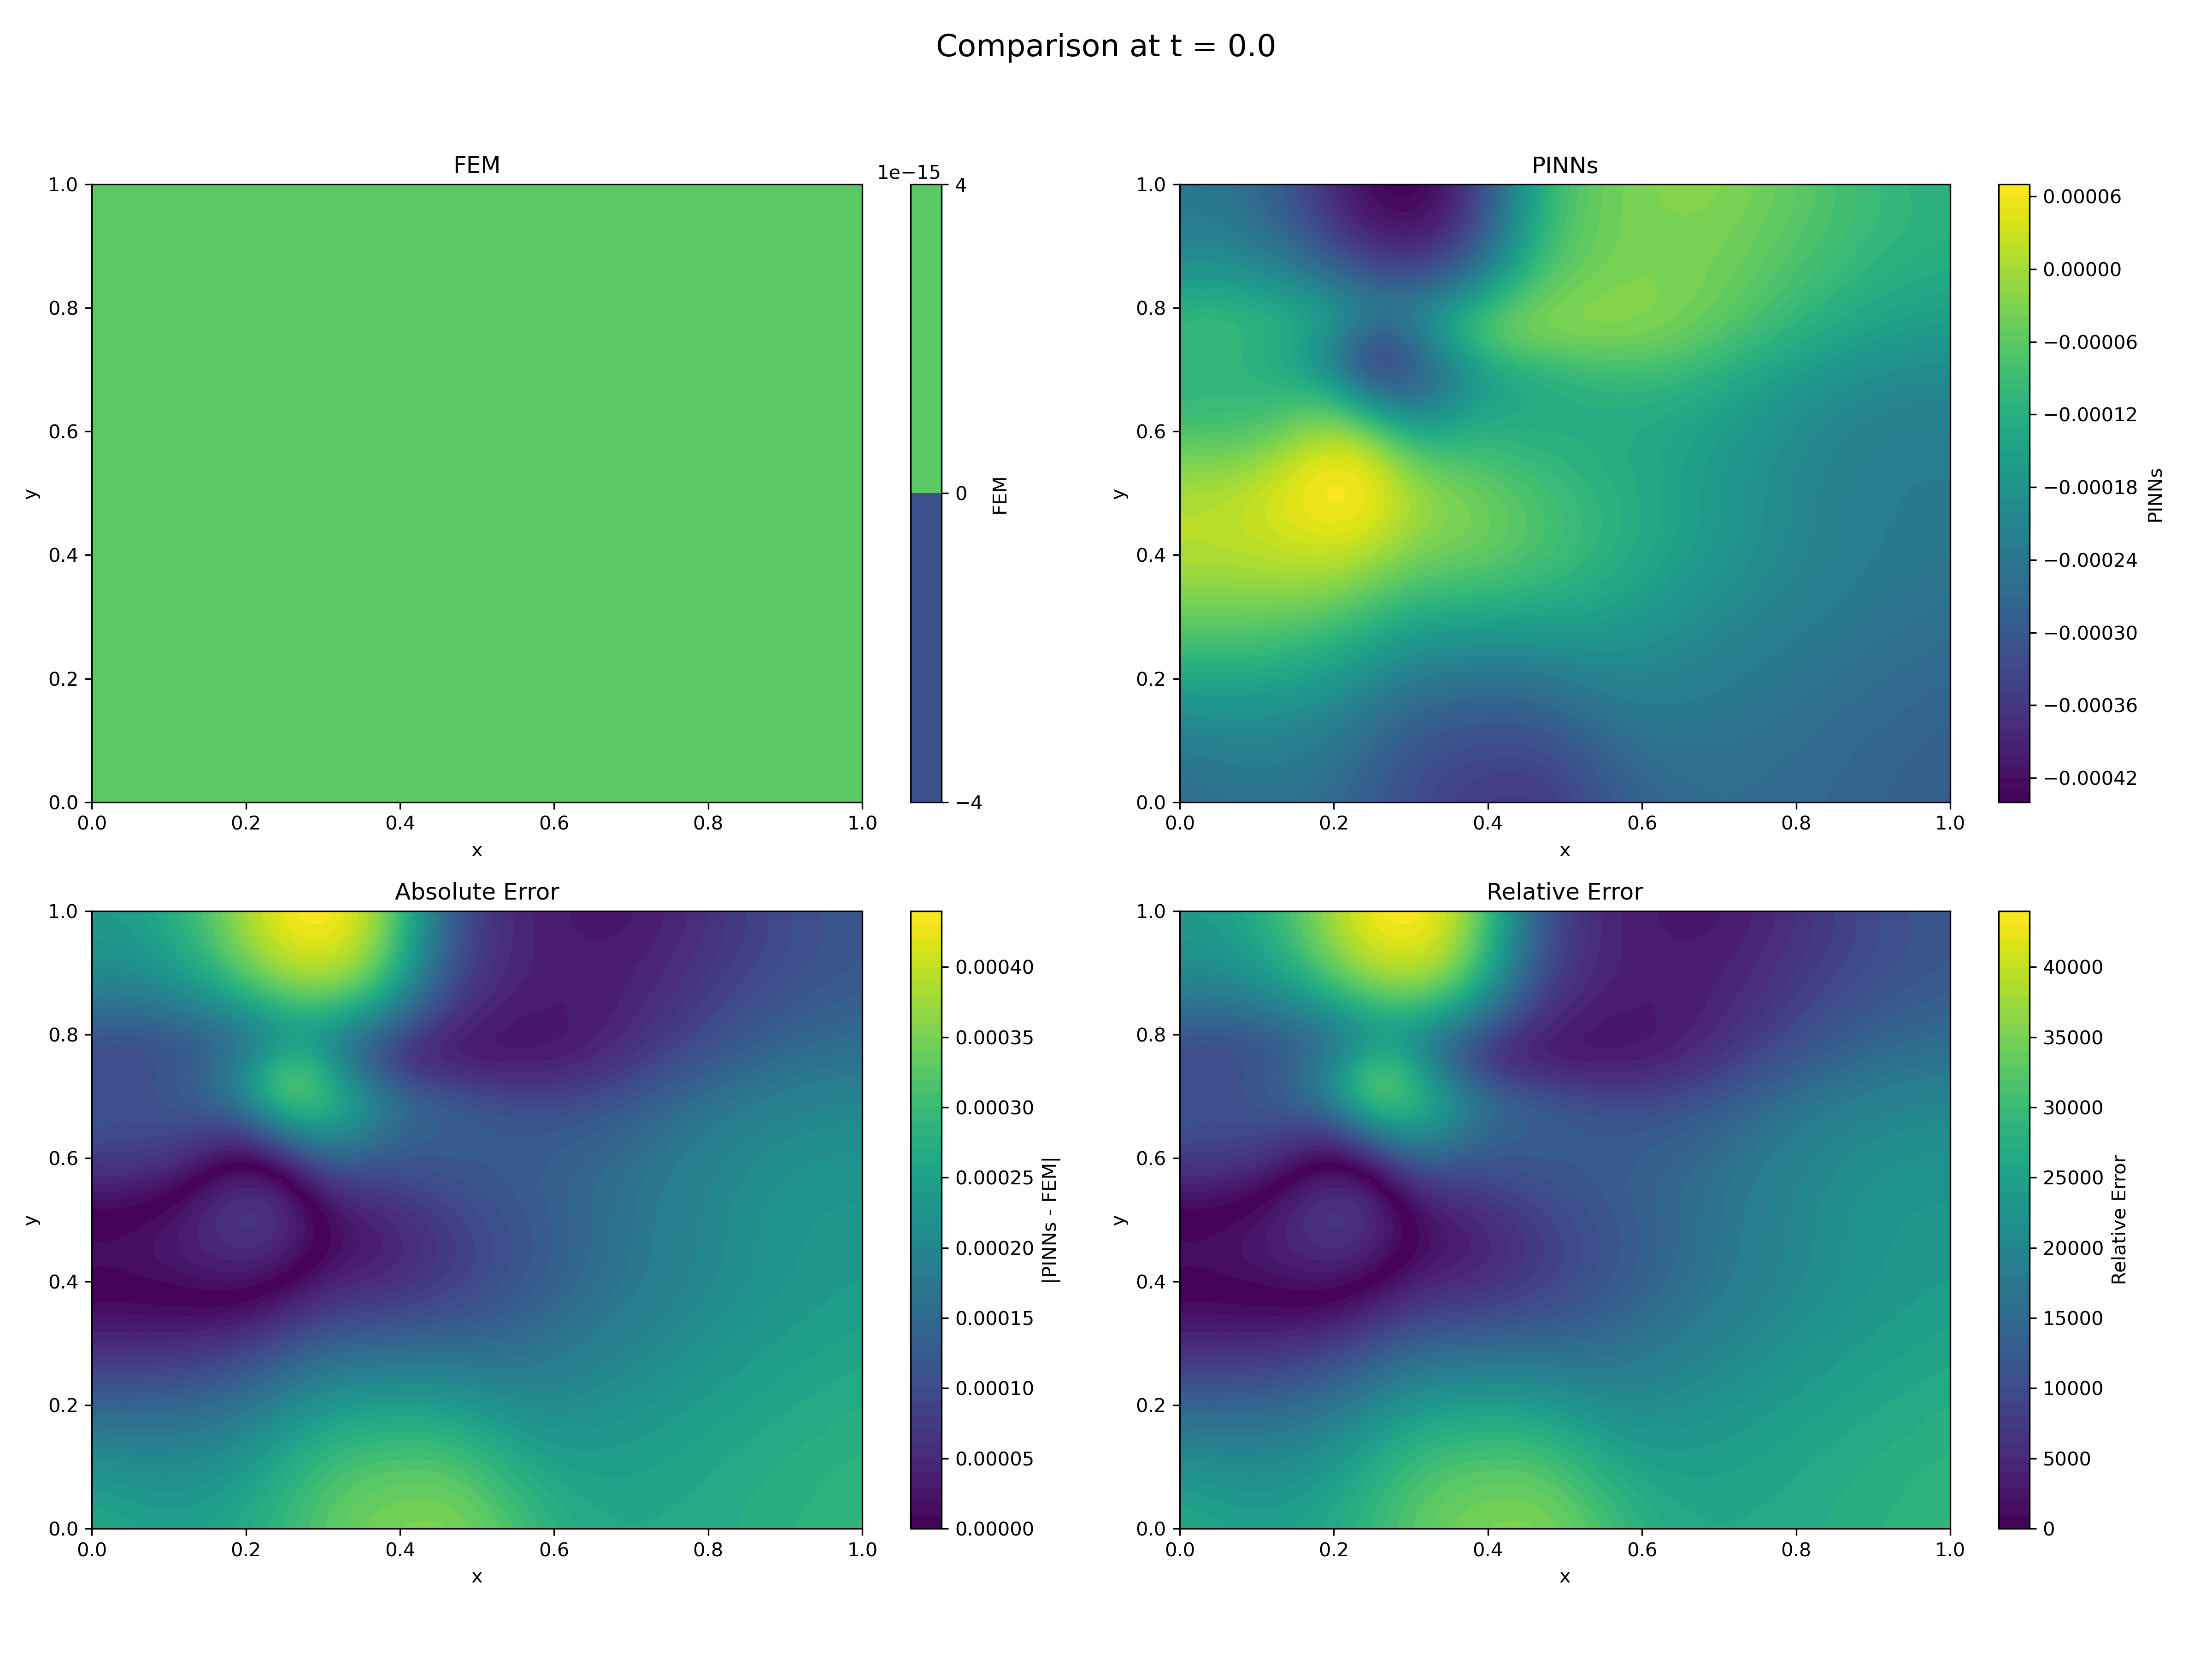 Comparison at t = 0.0
FEM
1.0
0.8
0.6
0.4
0.2
0.0
y
0.0 0.2 0.4 0.6 0.8 1.0
x
1e−15
4
0
−4
FEM
PINNs
1.0
0.8
0.6
0.4
0.2
0.0
y
0.0 0.2 0.4 0.6 0.8 1.0
x
0.00006
0.00000
−0.00006
−0.00012
−0.00018
−0.00024
−0.00030
−0.00036
−0.00042
PINNs
Absolute Error
1.0
0.8
0.6
0.4
0.2
0.0
y
0.0 0.2 0.4 0.6 0.8 1.0
x
0.00040
0.00035
0.00030
0.00025
0.00020
0.00015
0.00010
0.00005
0.00000
|PINNs - FEM|
Relative Error
1.0
0.8
0.6
0.4
0.2
0.0
y
0.0 0.2 0.4 0.6 0.8 1.0
x
40000
35000
30000
25000
20000
15000
10000
5000
0
Relative Error